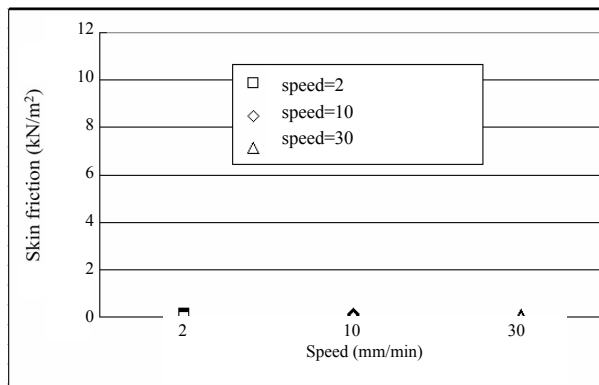 12
10
8
6
4
2
0
Skin friction (kN/m²)
speed=2
speed=10
speed=30
2 10 30
Speed (mm/min)